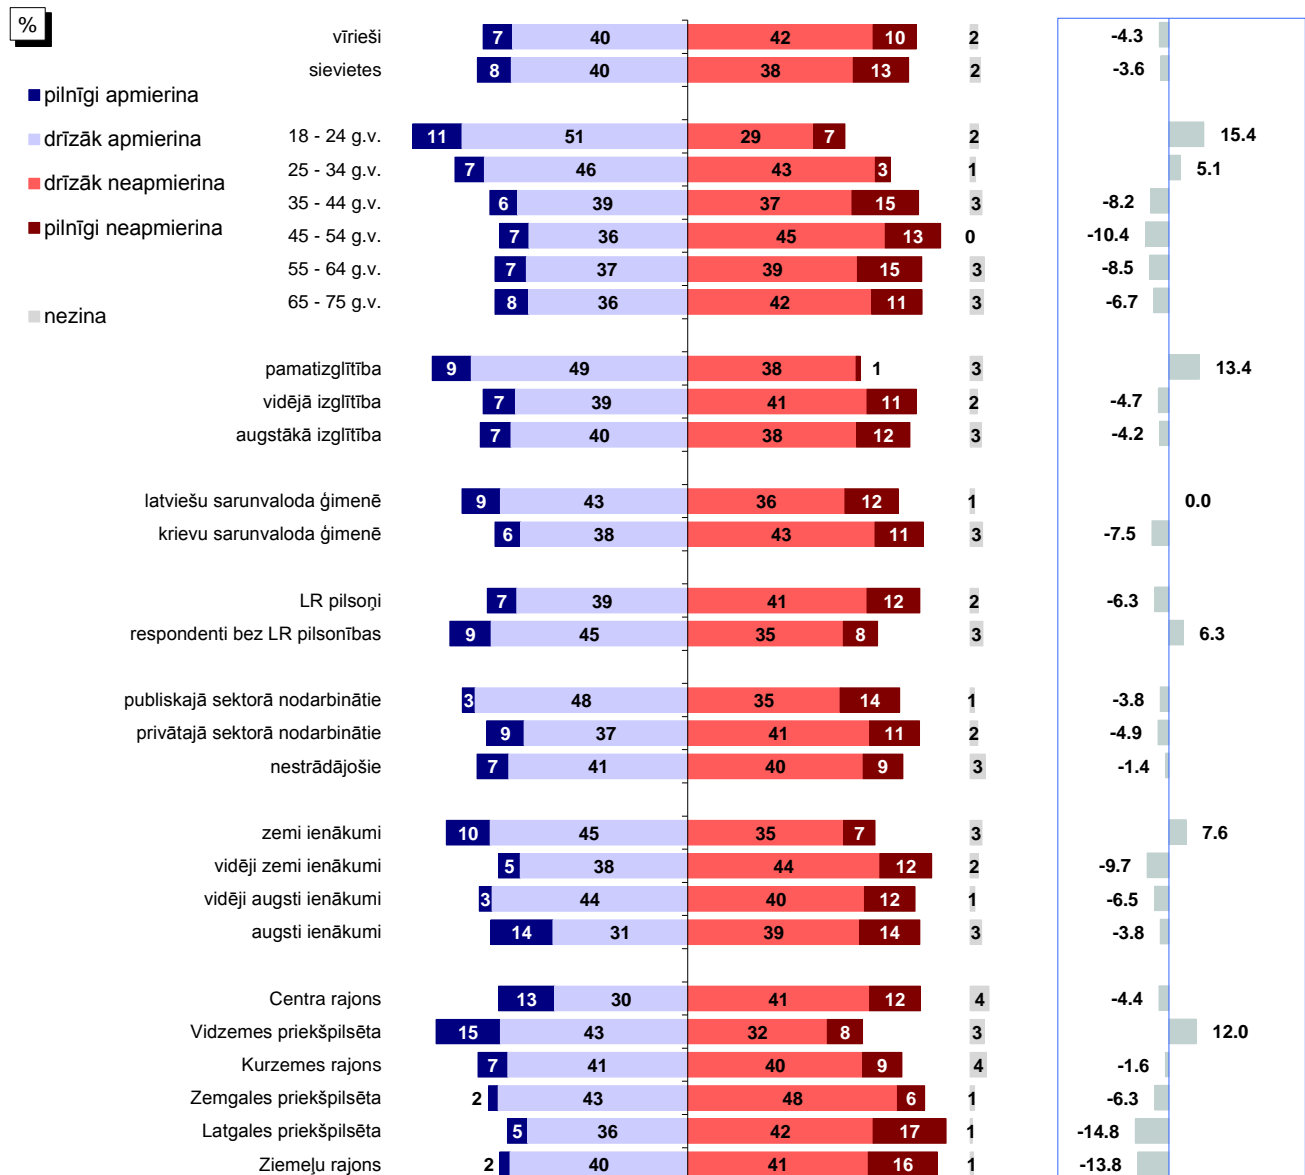 %
pilnīgi apmierina
drīzāk apmierina
drīzāk neapmierina
pilnīgi neapmierina
nezina
vīrieši 7 40 42 10 2 -4.3
sievietes 8 40 38 13 2 -3.6
18 - 24 g.v. 11 51 29 7 2 15.4
25 - 34 g.v. 7 46 43 3 1 5.1
35 - 44 g.v. 6 39 37 15 3 -8.2
45 - 54 g.v. 7 36 45 13 0 -10.4
55 - 64 g.v. 7 37 39 15 3 -8.5
65 - 75 g.v. 8 36 42 11 3 -6.7
pamatizglītība 9 49 38 1 3 13.4
vidējā izglītība 7 39 41 11 2 -4.7
augstākā izglītība 7 40 38 12 3 -4.2
latviešu sarunvaloda ģimenē 9 43 36 12 1 0.0
krievu sarunvaloda ģimenē 6 38 43 11 3 -7.5
LR pilsoņi 7 39 41 12 2 -6.3
respondenti bez LR pilsonības 9 45 35 8 3 6.3
publiskajā sektorā nodarbinātie 3 48 35 14 1 -3.8
privātajā sektorā nodarbinātie 9 37 41 11 2 -4.9
nestrādājošie 7 41 40 9 3 -1.4
zemi ienākumi 10 45 35 7 3 7.6
vidēji zemi ienākumi 5 38 44 12 2 -9.7
vidēji augsti ienākumi 3 44 40 12 1 -6.5
augsti ienākumi 14 31 39 14 3 -3.8
Centra rajons 13 30 41 12 4 -4.4
Vidzemes priekšpilsēta 15 43 32 8 3 12.0
Kurzemes rajons 7 41 40 9 4 -1.6
Zemgales priekšpilsēta 2 43 48 6 1 -6.3
Latgales priekšpilsēta 5 36 42 17 1 -14.8
Ziemeļu rajons 2 40 41 16 1 -13.8